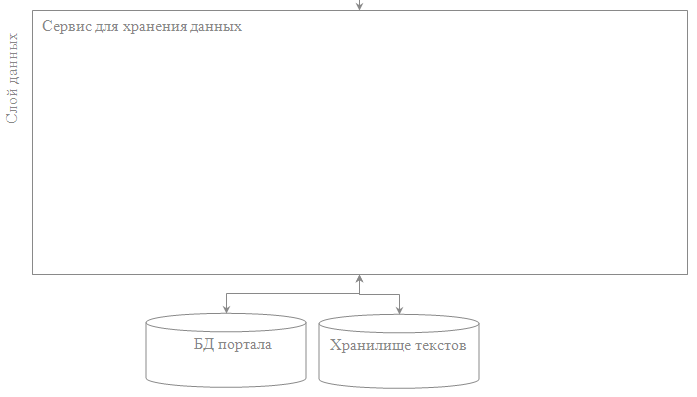 Сервис для хранения данных
Слой данных
БД портала
Хранилище текстов